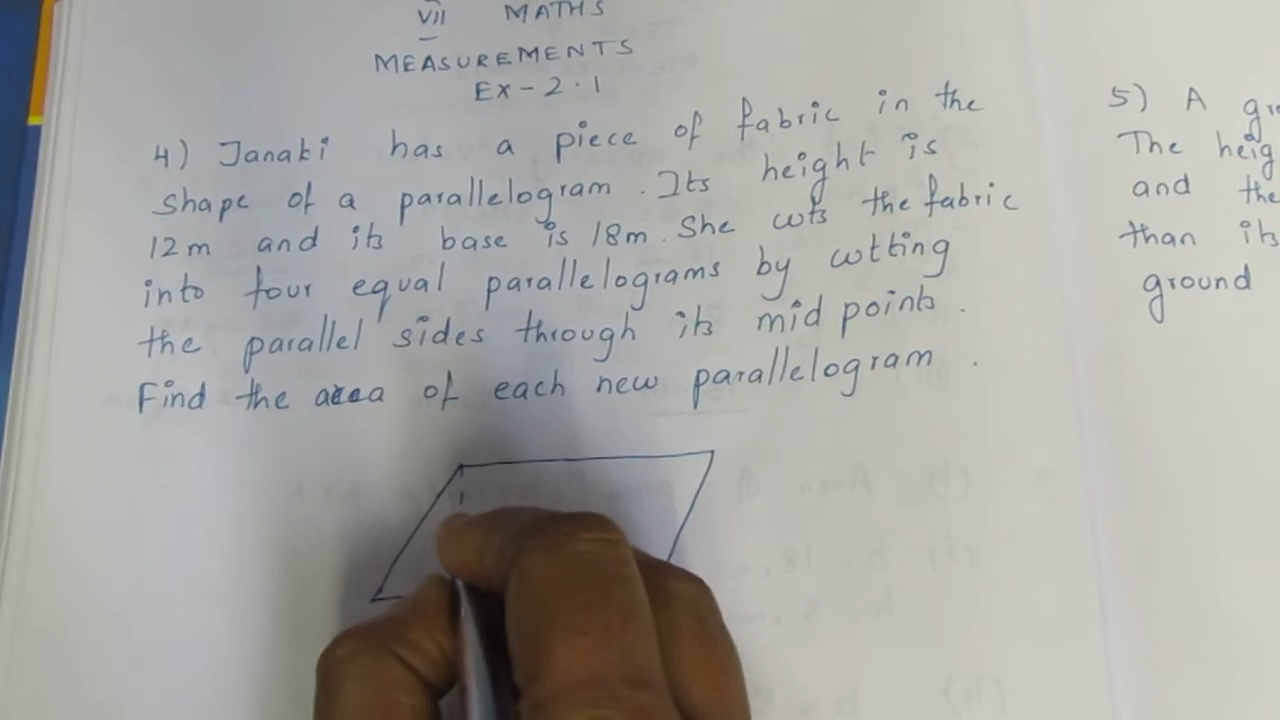 VII MATHS
MEASUREMENTS
EX - 2.1
4) Janaki has a piece of fabric in the
shape of a parallelogram. Its height is
12m and its base is 18m. She cuts the fabric
into four equal parallelograms by cutting
the parallel sides through its mid points.
Find the area of each new parallelogram.
5) A
The
and the
than its
ground